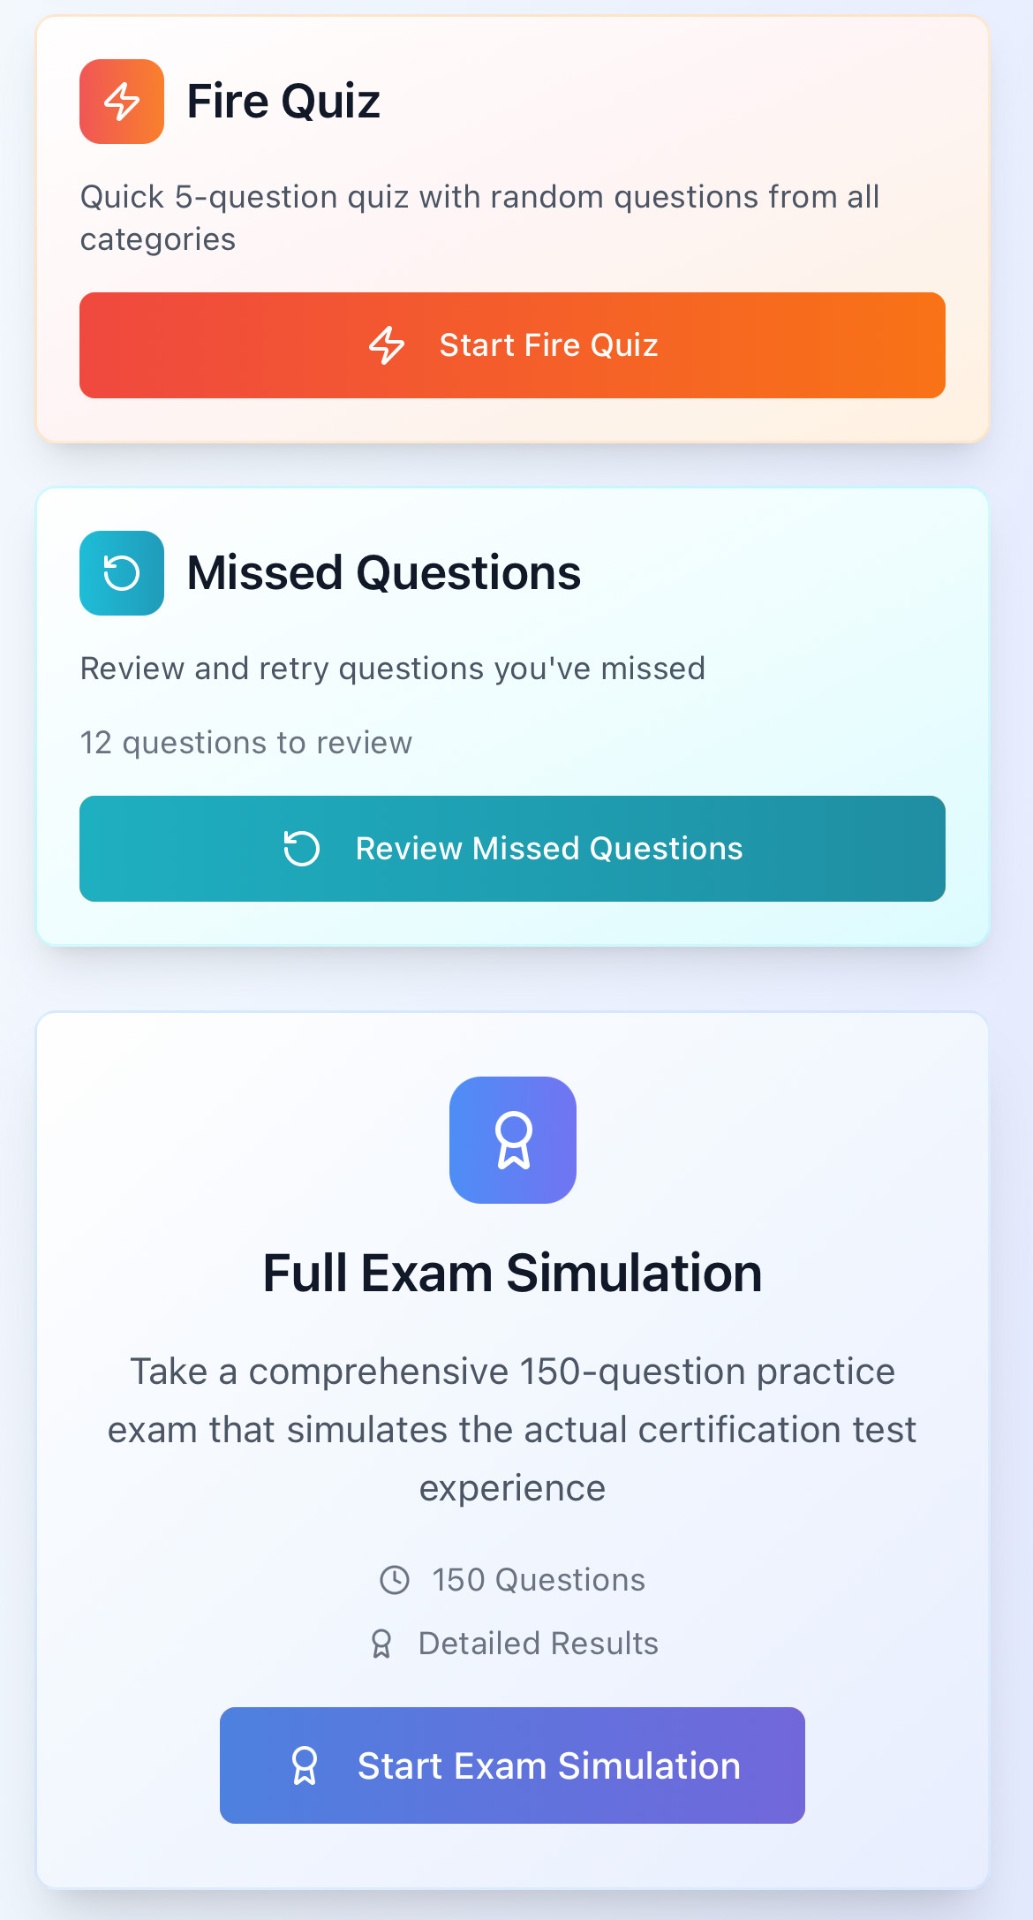 Fire Quiz
Quick 5-question quiz with random questions from all
categories
Start Fire Quiz
Missed Questions
Review and retry questions you've missed
12 questions to review
Review Missed Questions
Full Exam Simulation
Take a comprehensive 150-question practice
exam that simulates the actual certification test
experience
150 Questions
Detailed Results
Start Exam Simulation